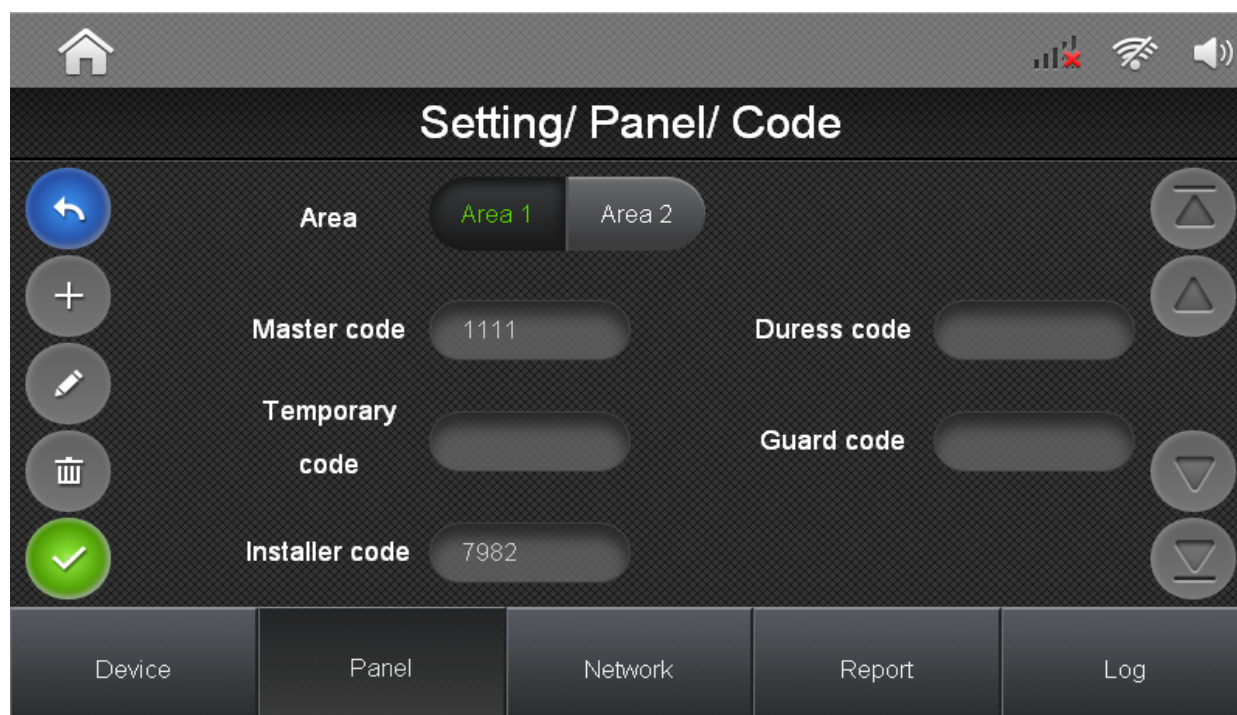 Setting/ Panel/ Code
Area
Area 1
Area 2
Master code
1111
Duress code
Temporary
code
Guard code
Installer code
7982
Device
Panel
Network
Report
Log